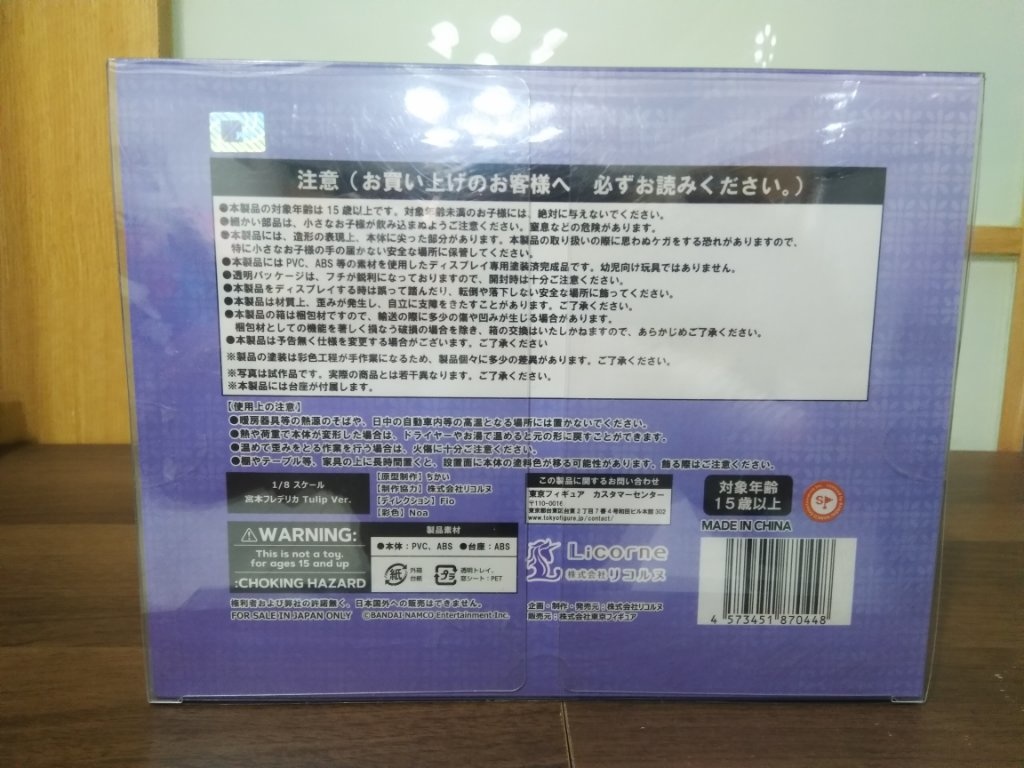 注意（お買い上げのお客様へ　必ずお読みください。）
●本製品の対象年齢は15歳以上です。対象年齢未満のお子様には、絶対に与えないでください。
●細かい部品は、小さなお子様が飲み込まぬようご注意ください。窒息などの危険があります。
●本製品には、造形の表現上、本体に尖った部分があります。本製品の取り扱いの際に思わぬケガをする恐れがありますので、
特に小さなお子様の手の届かない安全な場所に保管してください。
●本製品にはPVC、ABS等の素材を使用したディスプレイ専用塗装済完成品です。幼児向け玩具ではありません。
●透明パッケージは、フチが鋭利になっておりますので、開封時は十分ご注意ください。
●本製品をディスプレイする時は誤って踏んだり、転倒や落下しない安全な場所に飾ってください。
●本製品は材質上、歪みが発生し、自立に支障をきたすことがあります。ご了承ください。
●本製品の箱は梱包材ですので、輸送の際に多少の傷や凹みが生じる場合があります。
梱包材としての機能を著しく損なう破損の場合を除き、箱の交換はいたしかねますので、あらかじめご了承ください。
●本製品は予告無く仕様を変更する場合がございます。ご了承ください
※製品の塗装は彩色工程が手作業になるため、製品個々に多少の差異があります。ご了承ください。
※写真は試作品です。実際の商品とは若干異なります。ご了承ください。
※本製品には台座が付属します。
【使用上の注意】
●暖房器具等の熱源のそばや、日中の自動車内等の高温となる場所には置かないでください。
●熱や荷重で本体が変形した場合は、ドライヤーやお湯で温めると元の形に戻すことができます。
●温めて歪みをとる作業を行う場合は、火傷に十分ご注意ください。
●棚やテーブル等、家具の上に長時間置くと、設置面に本体の塗料色が移る可能性があります。飾る際はご注意ください。
1/8 スケール
宮本フレデリカ Tulip Ver.
【原型制作】ちかい
【制作協力】株式会社リコルヌ
【ディレクション】Flo
【彩色】Noa
この製品に関するお問い合わせ
東京フィギュア カスタマーセンター
〒110-0016
東京都台東区台東2丁目7番4号和田ビル本館302
www.tokyofigure.jp/contact/
対象年齢
15歳以上
MADE IN CHINA
⚠WARNING:
This is not a toy.
for ages 15 and up
:CHOKING HAZARD
製品素材
●本体：PVC、ABS ●台座：ABS
紙
外箱
台紙
プラ
透明トレイ、
窓シート：PET
Licorne
株式会社リコルヌ
権利者および弊社の許諾無く、日本国外への販売はできません。
FOR SALE IN JAPAN ONLY ©BANDAI NAMCO Entertainment Inc.
企画・制作・発売元：株式会社リコルヌ
販売元：株式会社東京フィギュア
4 573451 870448